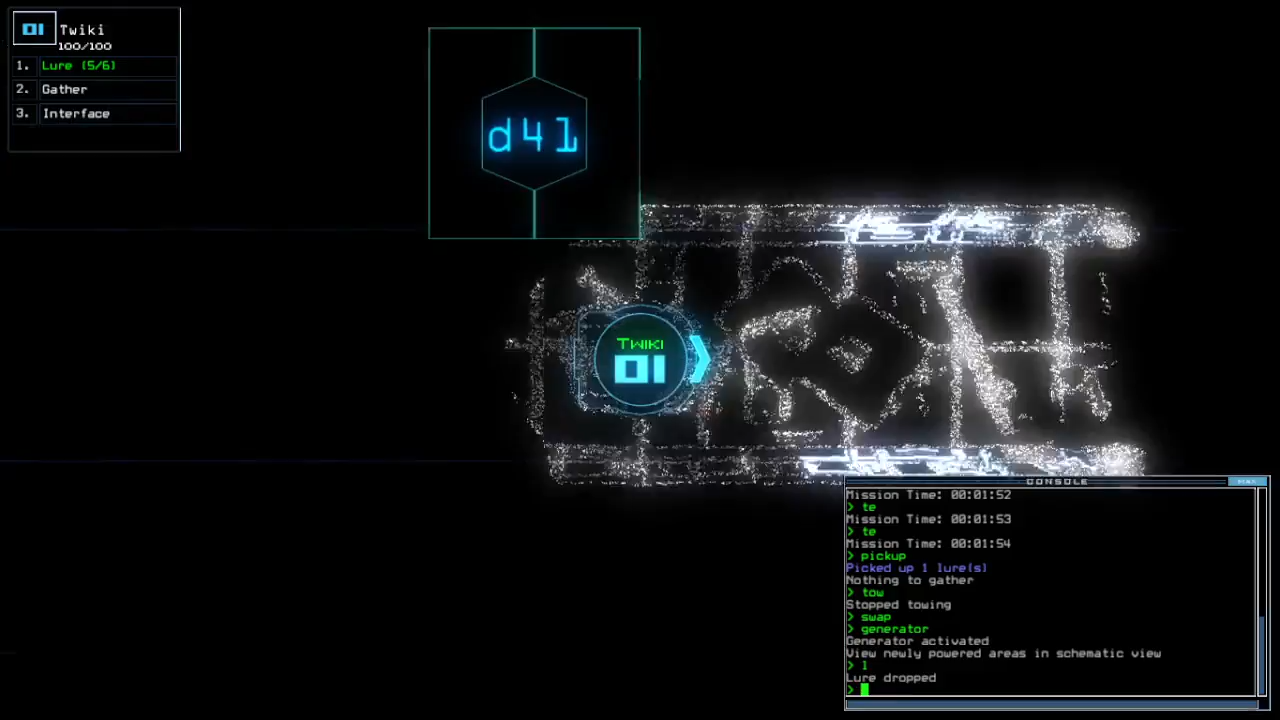 01 Twiki
100/100
1. Lure (5/6)
2. Gather
3. Interface
d41
Twiki
01
CONSOLE
Mission Time: 00:01:52
> te
Mission Time: 00:01:53
> te
Mission Time: 00:01:54
> pickup
Picked up 1 lure(s)
Nothing to gather
> tow
Stopped towing
> swap
> generator
Generator activated
View newly powered areas in schematic view
> l
Lure dropped
>